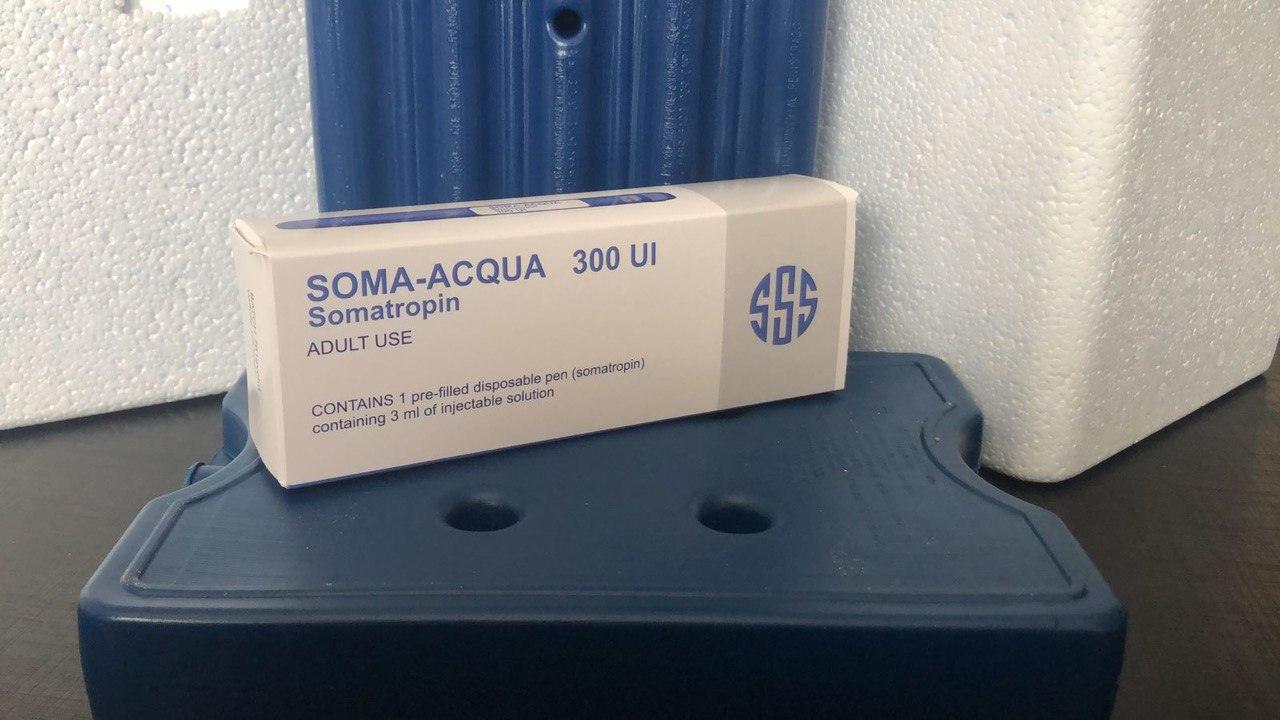 SOMA-ACQUA 300 UI
Somatropin
ADULT USE
CONTAINS 1 pre-filled disposable pen (somatropin)
containing 3 ml of injectable solution
SSS